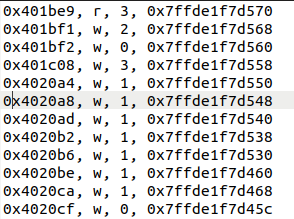 0x401be9, r, 3, 0x7ffde1f7d570
0x401bf1, w, 2, 0x7ffde1f7d568
0x401bf2, w, 0, 0x7ffde1f7d560
0x401c08, w, 3, 0x7ffde1f7d558
0x4020a4, w, 1, 0x7ffde1f7d550
0x4020a8, w, 1, 0x7ffde1f7d548
0x4020ad, w, 1, 0x7ffde1f7d540
0x4020b2, w, 1, 0x7ffde1f7d538
0x4020b6, w, 1, 0x7ffde1f7d530
0x4020be, w, 1, 0x7ffde1f7d460
0x4020ca, w, 1, 0x7ffde1f7d468
0x4020cf, w, 0, 0x7ffde1f7d45c